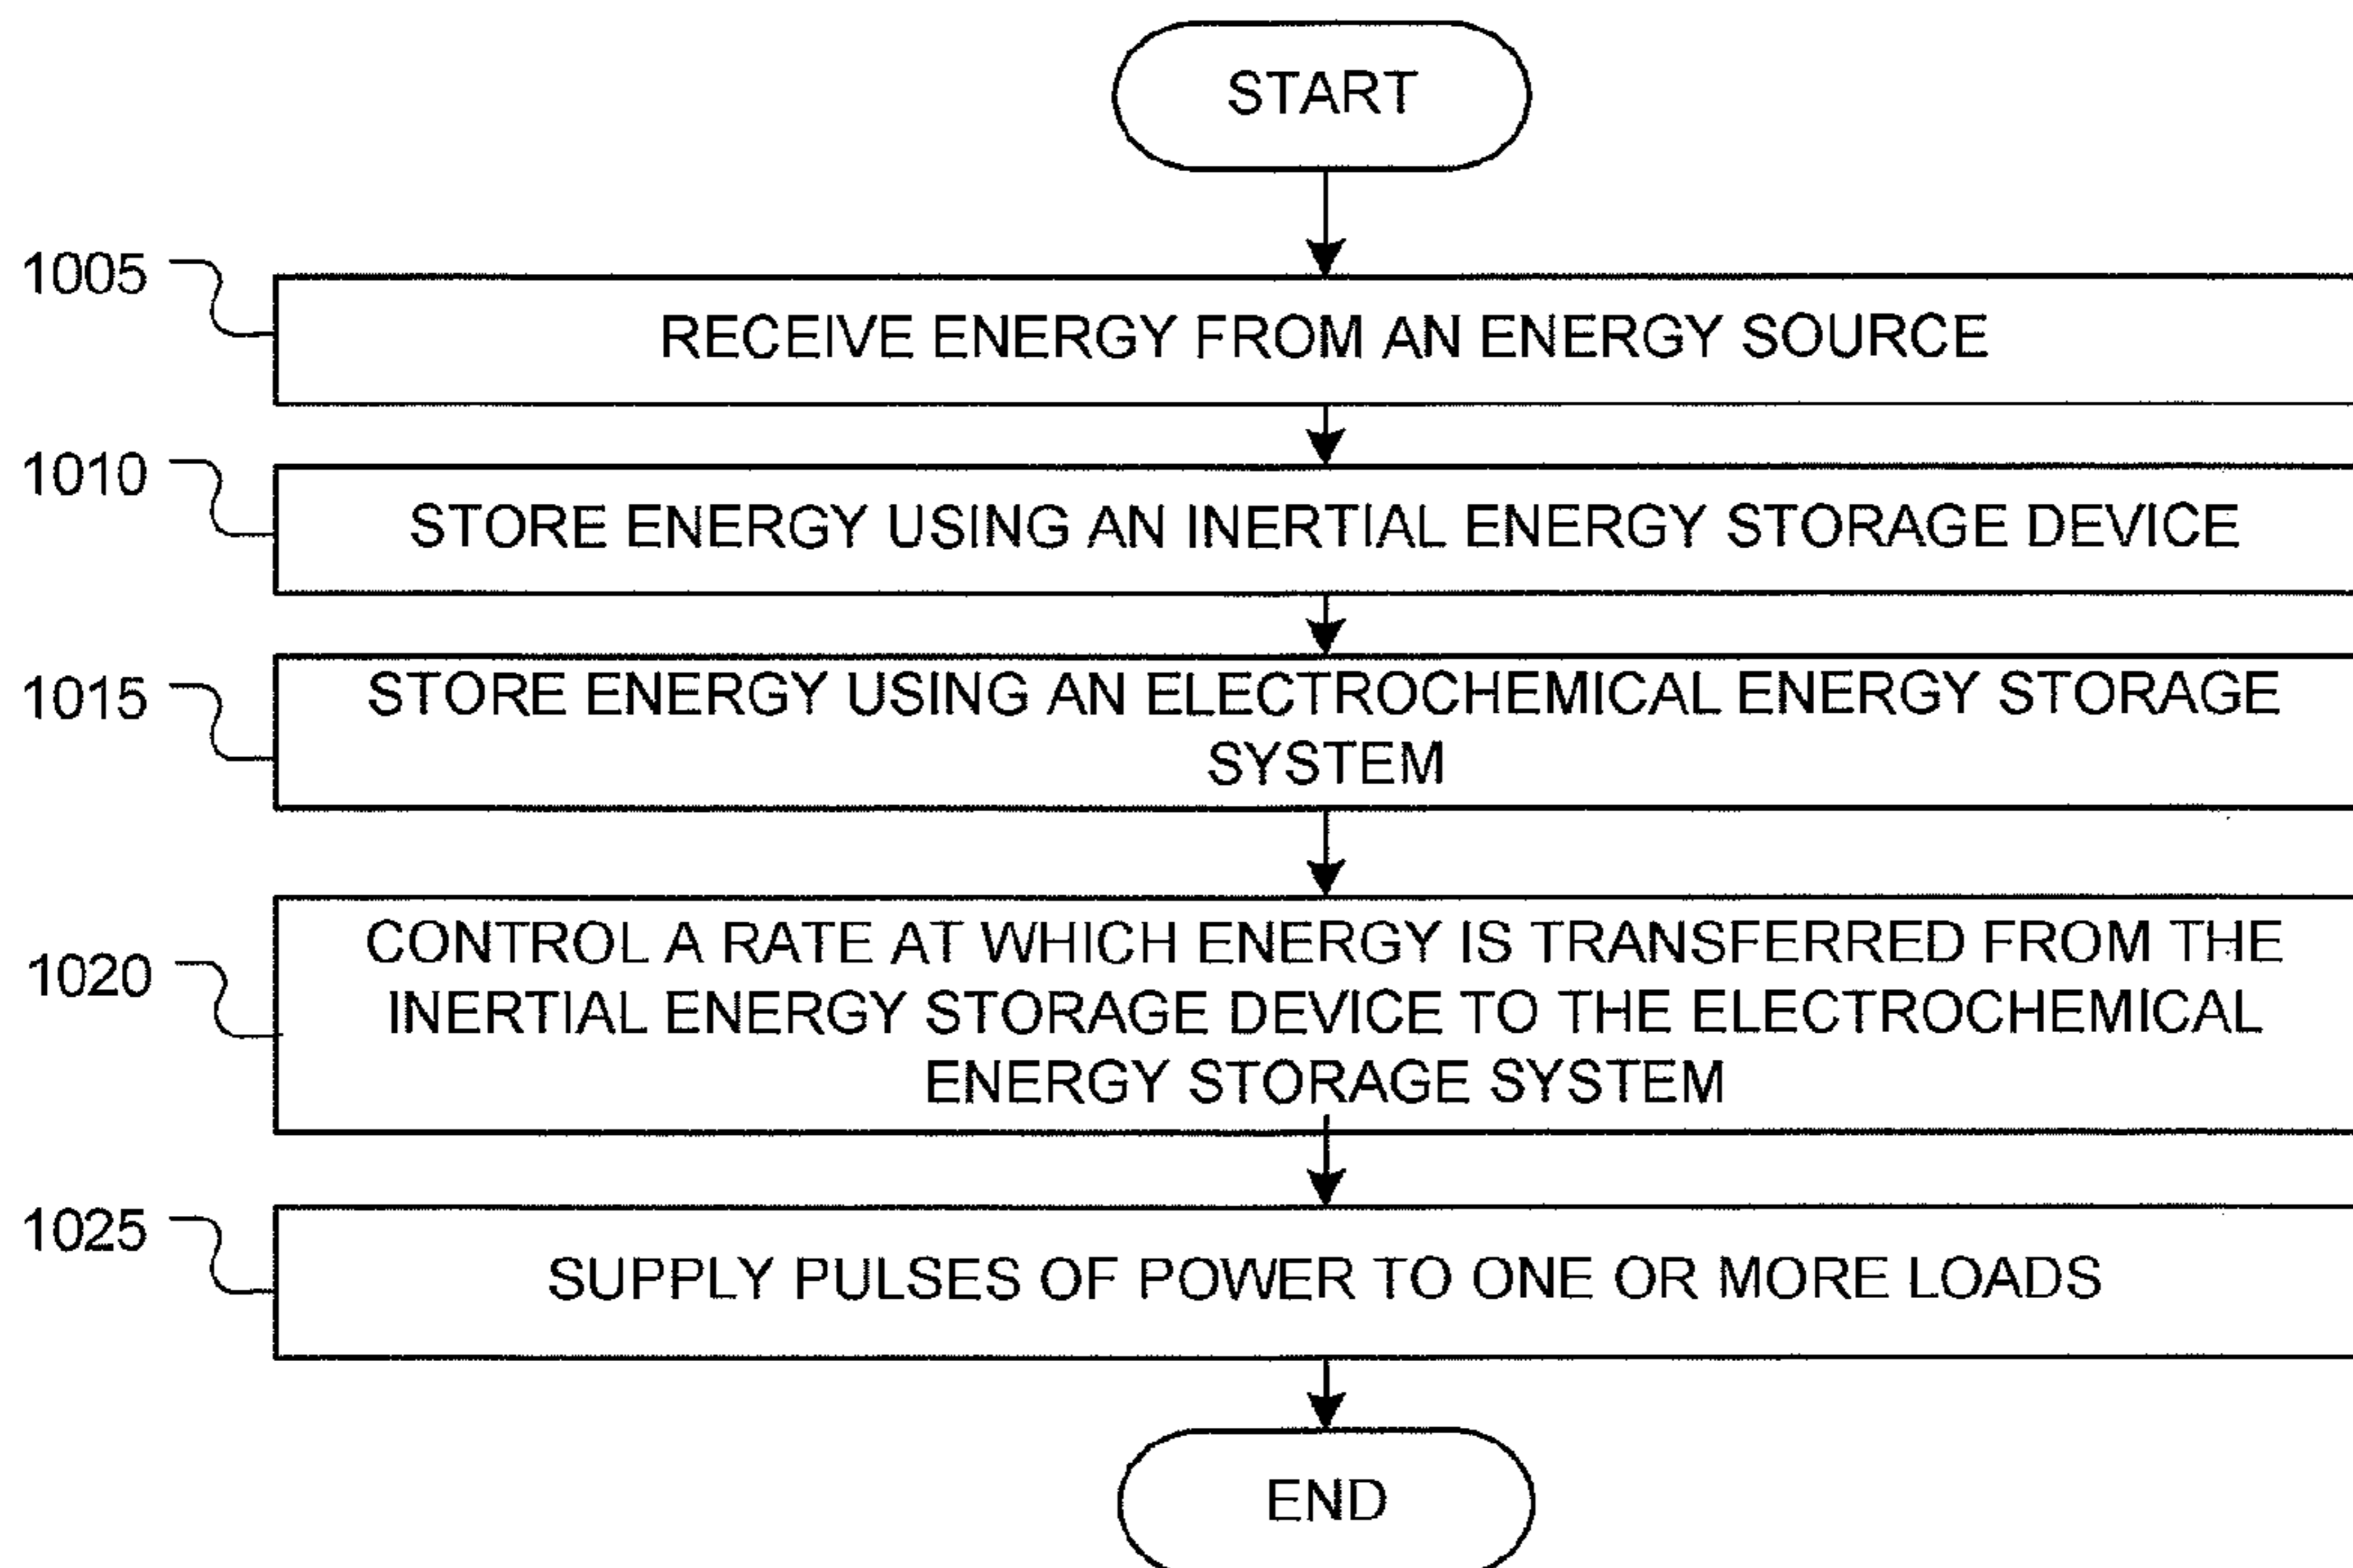 START
1005
RECEIVE ENERGY FROM AN ENERGY SOURCE
1010
STORE ENERGY USING AN INERTIAL ENERGY STORAGE DEVICE
1015
STORE ENERGY USING AN ELECTROCHEMICAL ENERGY STORAGE
SYSTEM
1020
CONTROL A RATE AT WHICH ENERGY IS TRANSFERRED FROM THE
INERTIAL ENERGY STORAGE DEVICE TO THE ELECTROCHEMICAL
ENERGY STORAGE SYSTEM
1025
SUPPLY PULSES OF POWER TO ONE OR MORE LOADS
END